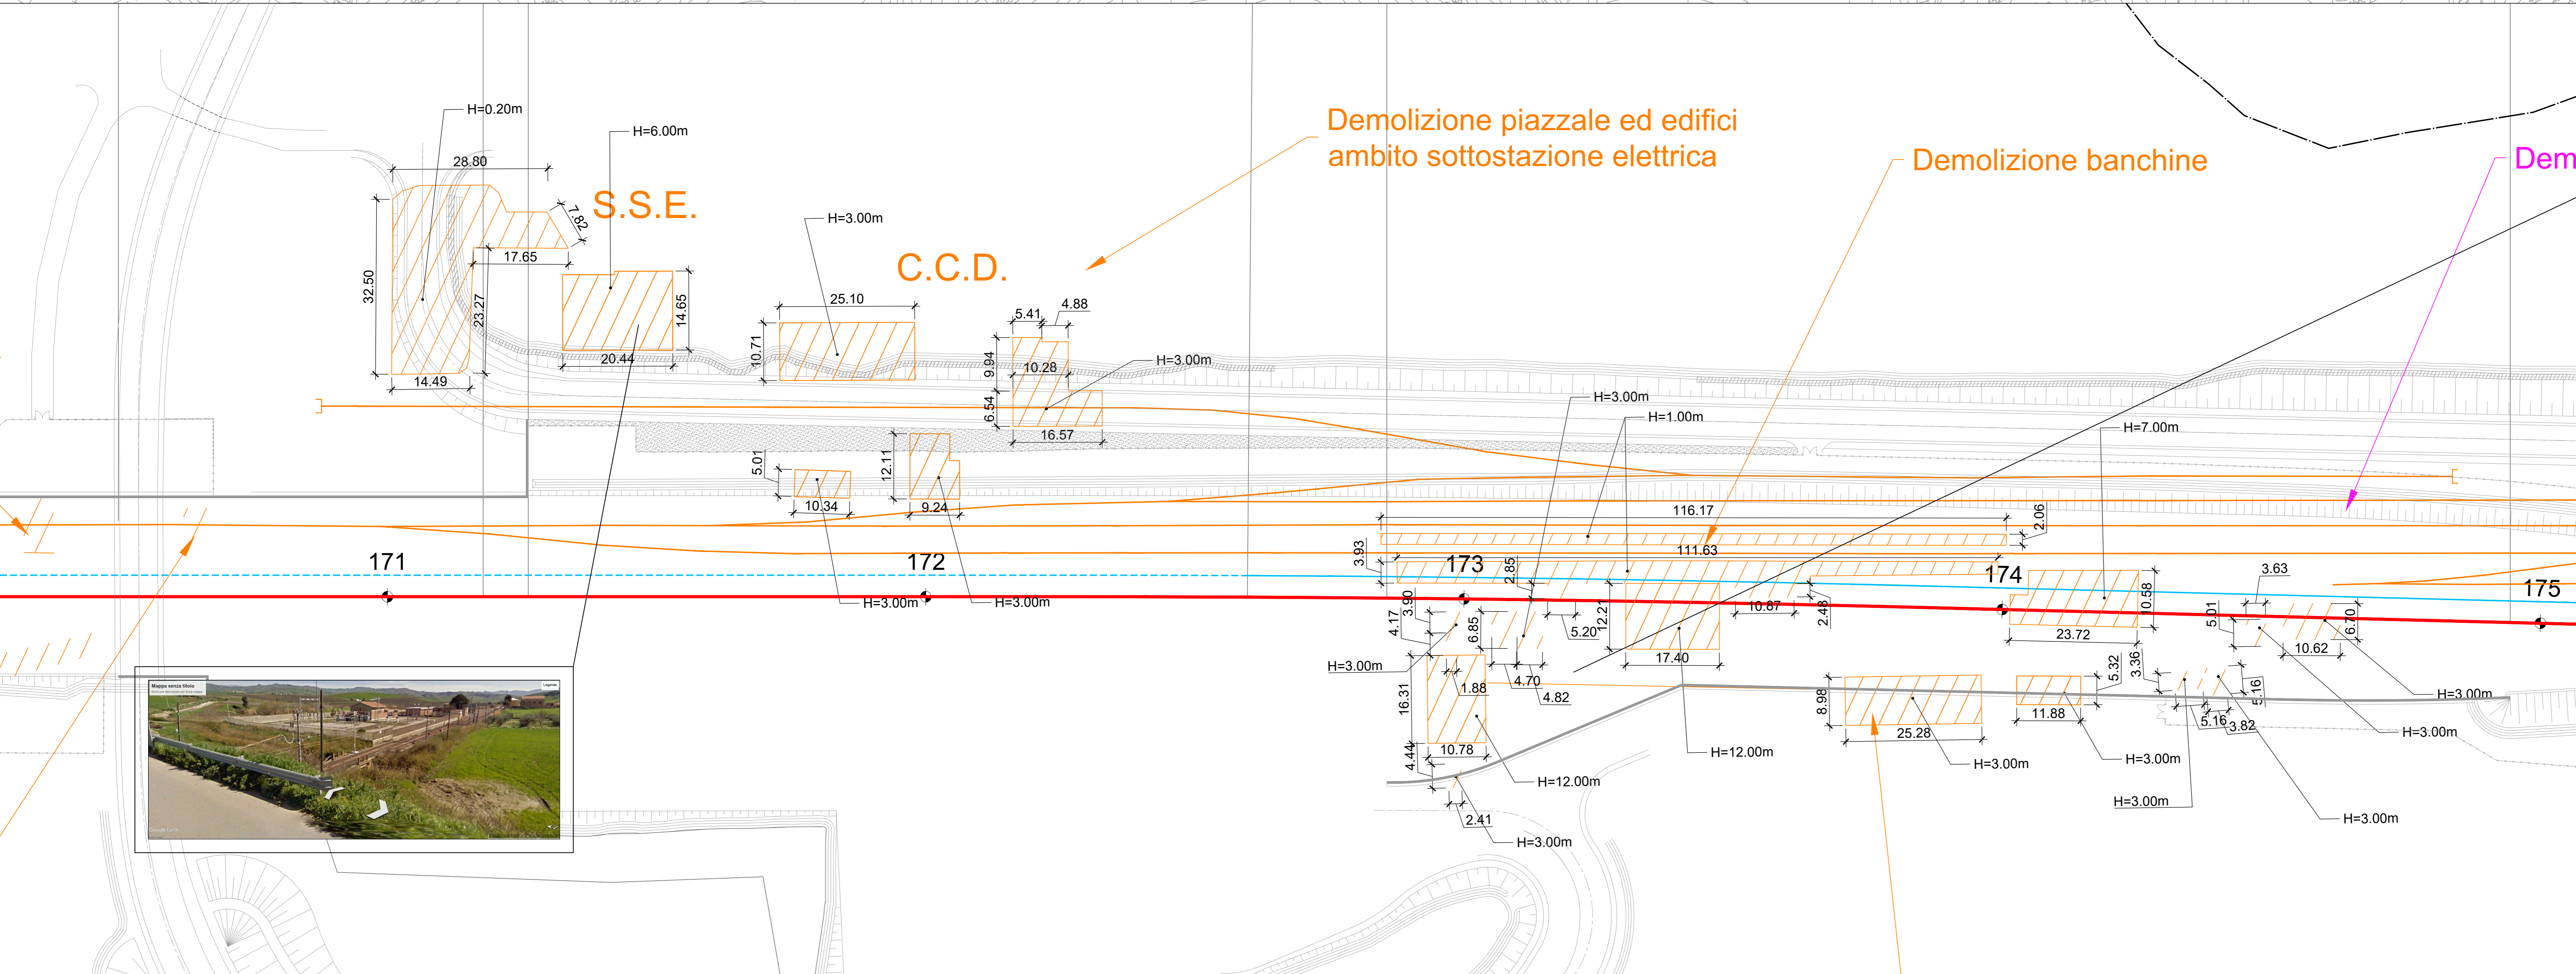 H=0.20m
H=6.00m
Demolizione piazzale ed edifici
ambito sottostazione elettrica
Demolizione banchine
Dem
28.80
7.82
S.S.E.
H=3.00m
17.65
32.50
23.27
14.65
20.44
14.49
C.C.D.
25.10
10.71
5.41
4.88
9.94
10.28
H=3.00m
6.54
16.57
H=3.00m
H=1.00m
H=7.00m
5.01
10.34
12.11
9.24
116.17
2.06
3.93
111.63
171
172
173
174
175
2.85
H=3.00m
H=3.00m
3.90
4.17
6.85
5.20
12.21
10.87
2.48
10.58
23.72
3.63
5.01
6.70
10.62
H=3.00m
17.40
4.70
4.82
1.88
16.31
10.78
4.44
H=12.00m
H=12.00m
2.41
H=3.00m
8.98
25.28
H=3.00m
5.32
11.88
H=3.00m
3.36
5.16
5.16
3.82
H=3.00m
H=3.00m
H=3.00m
H=3.00m
Mappa senza titolo
Legenda
Google Earth